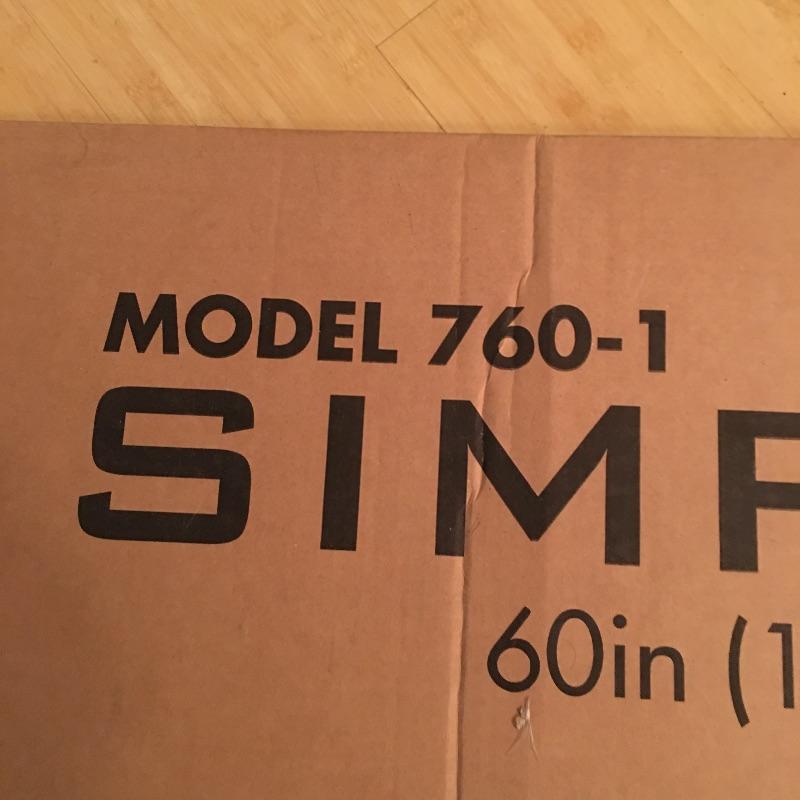 MODEL 760-1
SIMP
60in (1